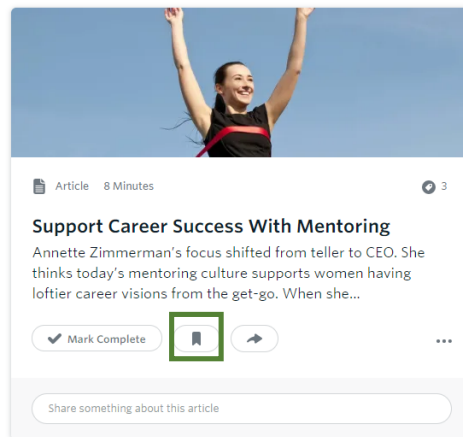 Article 8 Minutes 3
Support Career Success With Mentoring
Annette Zimmerman's focus shifted from teller to CEO. She
thinks today's mentoring culture supports women having
loftier career visions from the get-go. When she...
Mark Complete
Share something about this article